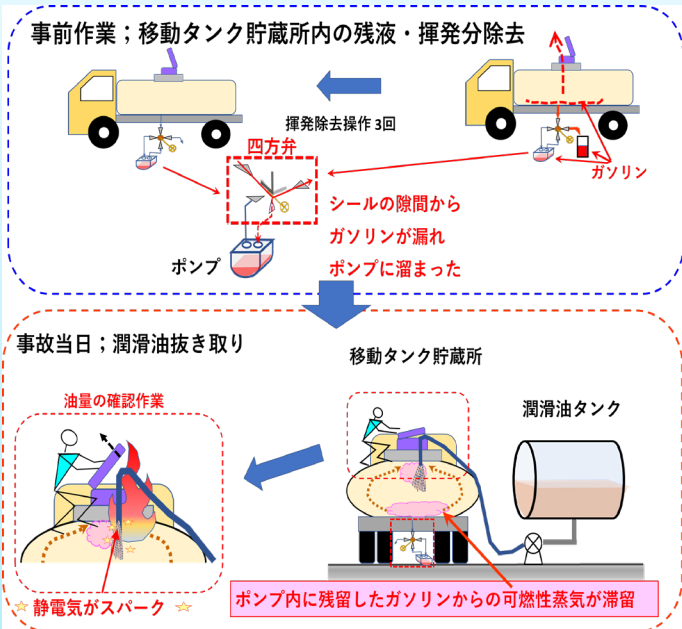 事前作業；移動タンク貯蔵所内の残液・揮発分除去
揮発除去操作 3回
四方弁
ガソリン
シールの隙間から
ガソリンが漏れ
ポンプに溜まった
ポンプ
事故当日；潤滑油抜き取り
移動タンク貯蔵所
油量の確認作業
潤滑油タンク
静電気がスパーク
ポンプ内に残留したガソリンからの可燃性蒸気が滞留